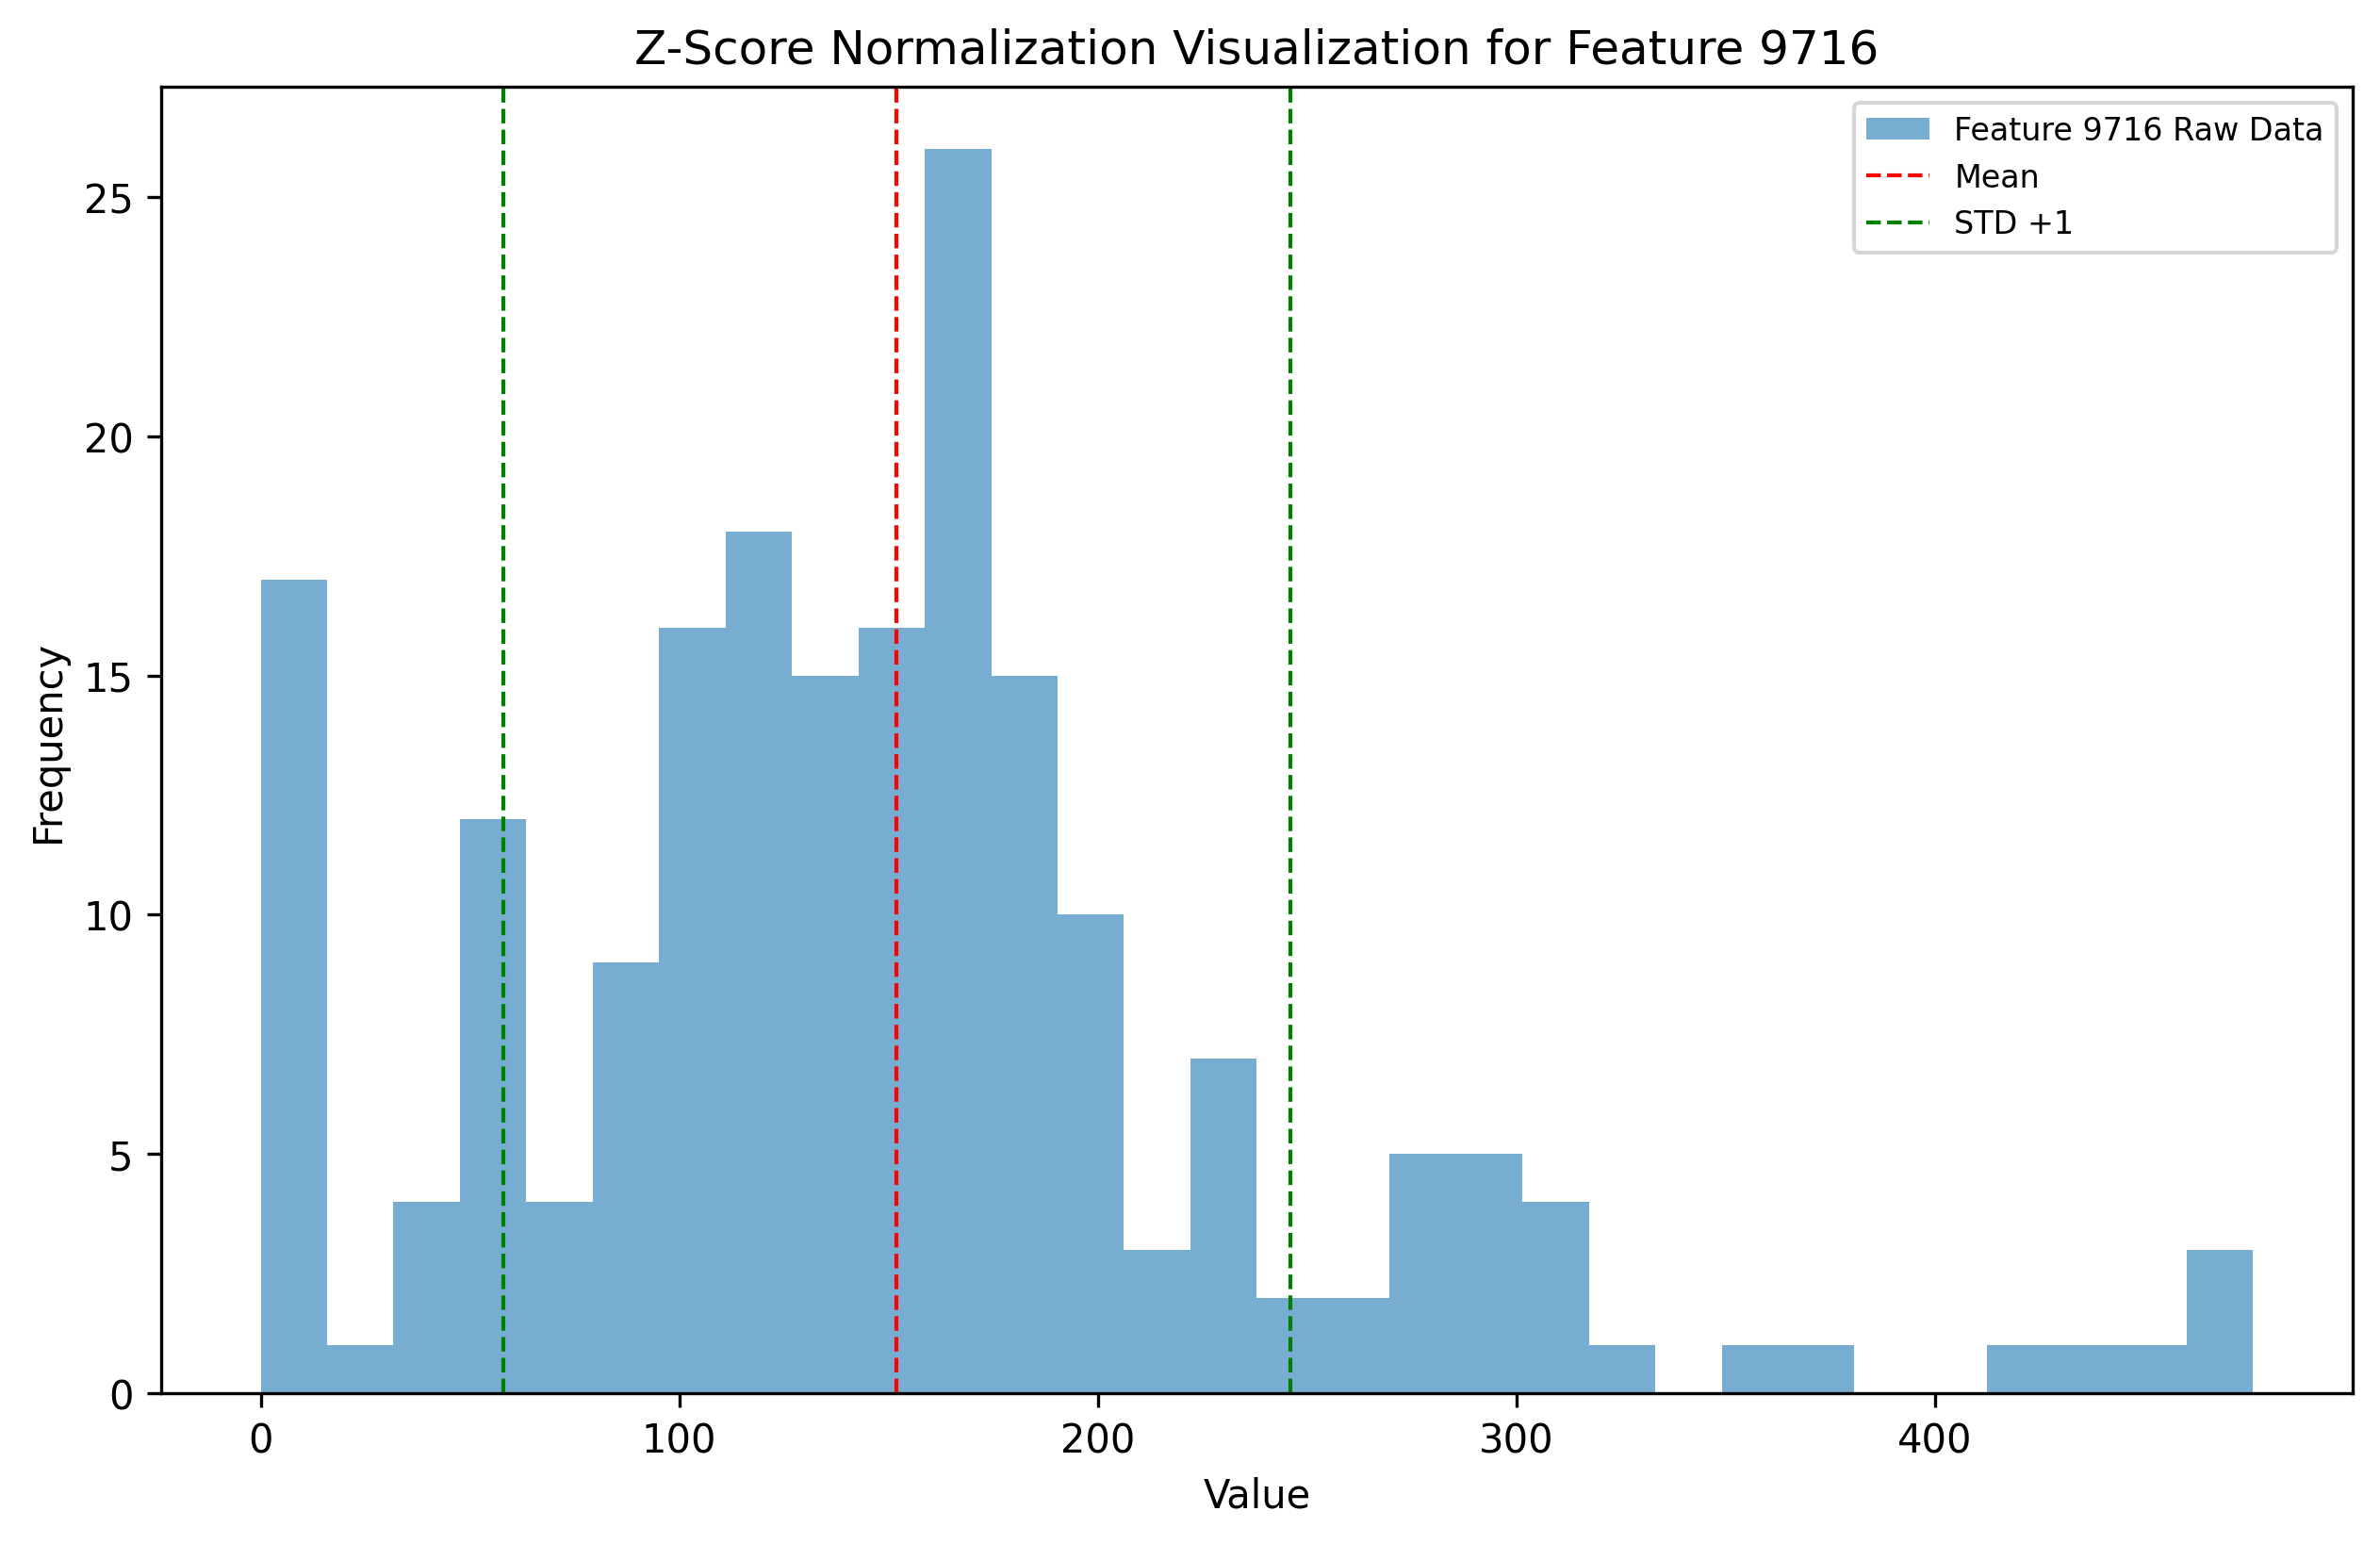 Z-Score Normalization Visualization for Feature 9716
Feature 9716 Raw Data
Mean
STD +1
25
20
15
10
5
0
Frequency
0 100 200 300 400
Value